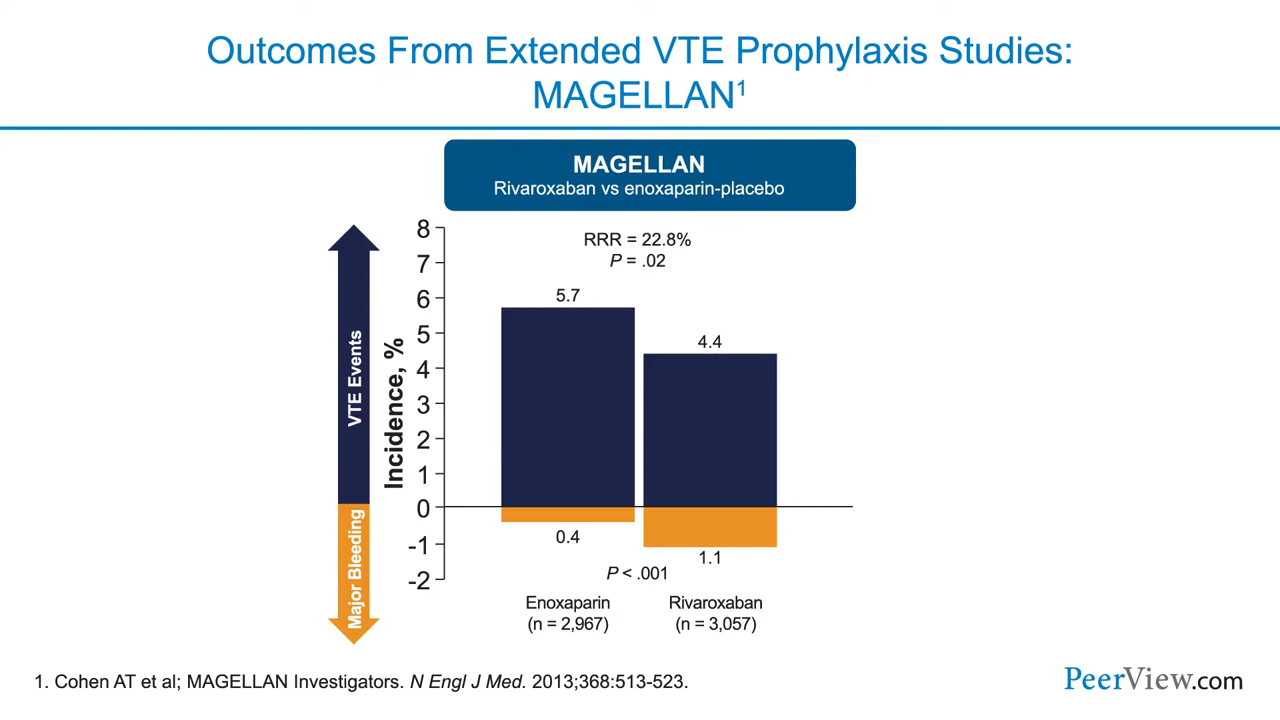 Outcomes From Extended VTE Prophylaxis Studies:
MAGELLAN1
MAGELLAN
Rivaroxaban vs enoxaparin-placebo
RRR = 22.8%
P = .02
VTE Events
Major Bleeding
Incidence, %
8
7
6
5
4
3
2
1
0
-1
-2
5.7
4.4
0.4
1.1
P < .001
Enoxaparin
(n = 2,967)
Rivaroxaban
(n = 3,057)
1. Cohen AT et al; MAGELLAN Investigators. N Engl J Med. 2013;368:513-523.
PeerView.com